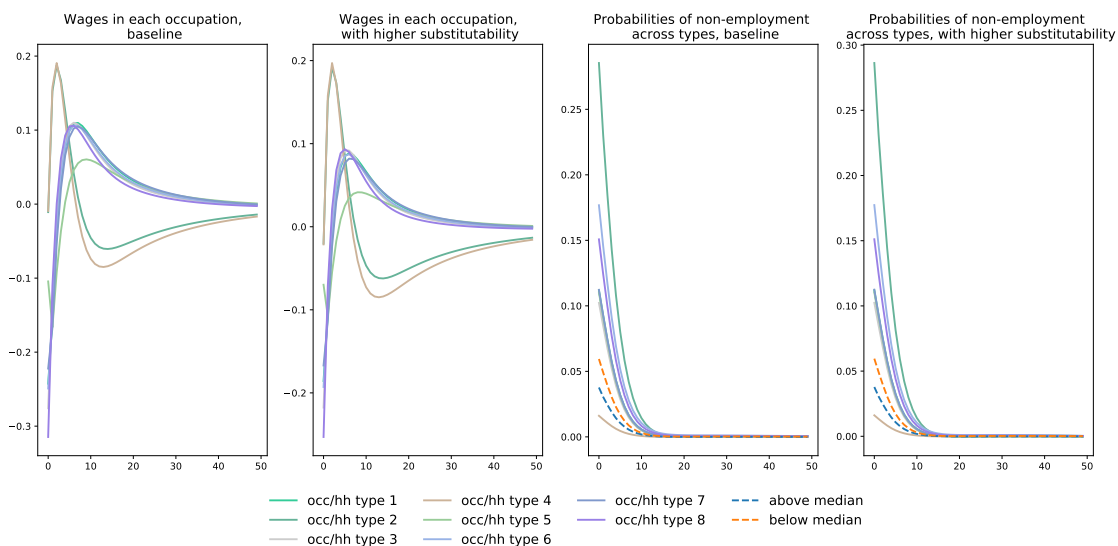 Wages in each occupation,
baseline
Wages in each occupation,
with higher substitutability
Probabilities of non-employment
across types, baseline
Probabilities of non-employment
across types, with higher substitutability
0.2
0.1
0.0
−0.1
−0.2
−0.3
0 10 20 30 40 50
0.2
0.1
0.0
−0.1
−0.2
0 10 20 30 40 50
0.25
0.20
0.15
0.10
0.05
0.00
0 10 20 30 40 50
0.30
0.25
0.20
0.15
0.10
0.05
0.00
0 10 20 30 40 50
occ/hh type 1
occ/hh type 2
occ/hh type 3
occ/hh type 4
occ/hh type 5
occ/hh type 6
occ/hh type 7
occ/hh type 8
above median
below median